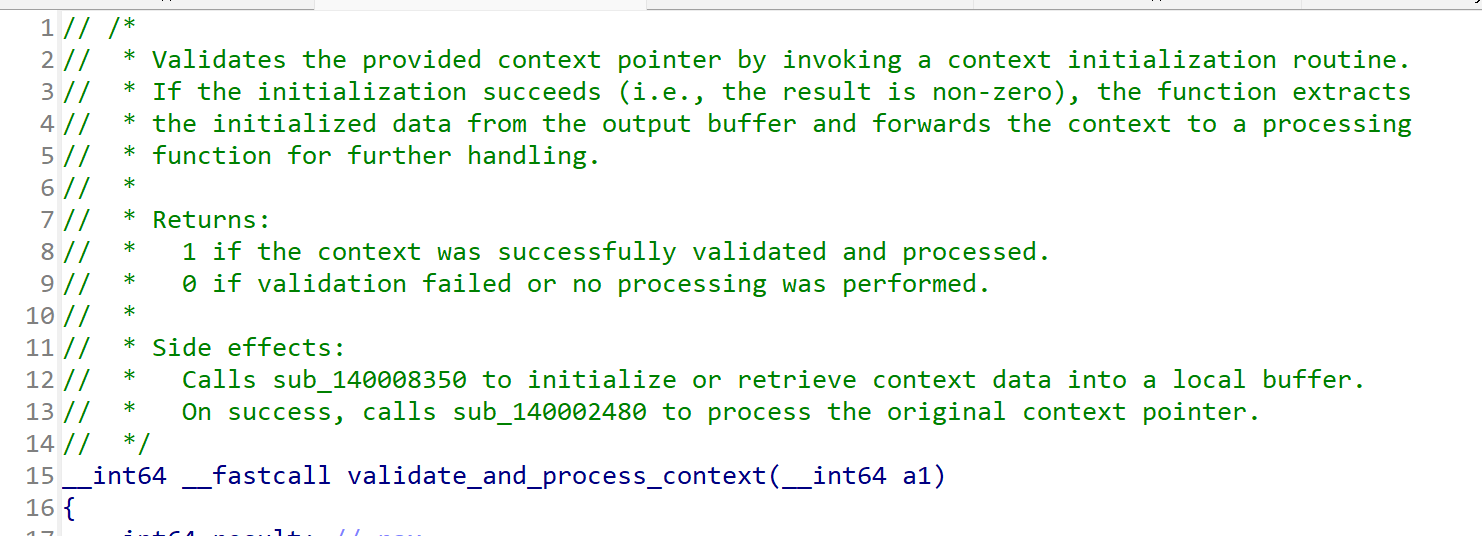 1 // /*
2 //  * Validates the provided context pointer by invoking a context initialization routine.
3 //  * If the initialization succeeds (i.e., the result is non-zero), the function extracts
4 //  * the initialized data from the output buffer and forwards the context to a processing
5 //  * function for further handling.
6 //  *
7 //  * Returns:
8 //  *   1 if the context was successfully validated and processed.
9 //  *   0 if validation failed or no processing was performed.
10 //  *
11 //  * Side effects:
12 //  *   Calls sub_140008350 to initialize or retrieve context data into a local buffer.
13 //  *   On success, calls sub_140002480 to process the original context pointer.
14 //  */
15 __int64 __fastcall validate_and_process_context(__int64 a1)
16 {